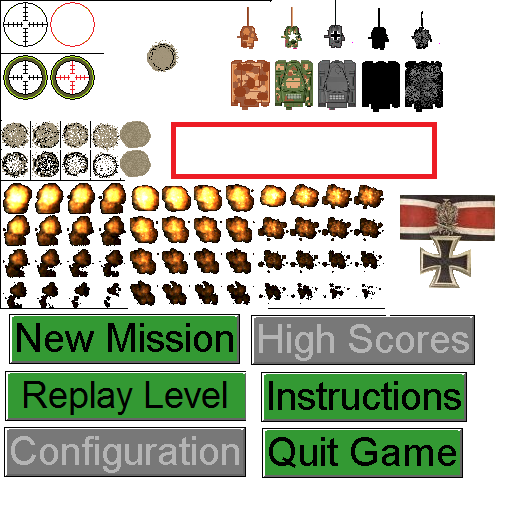 New Mission
High Scores
Replay Level
Instructions
Configuration
Quit Game